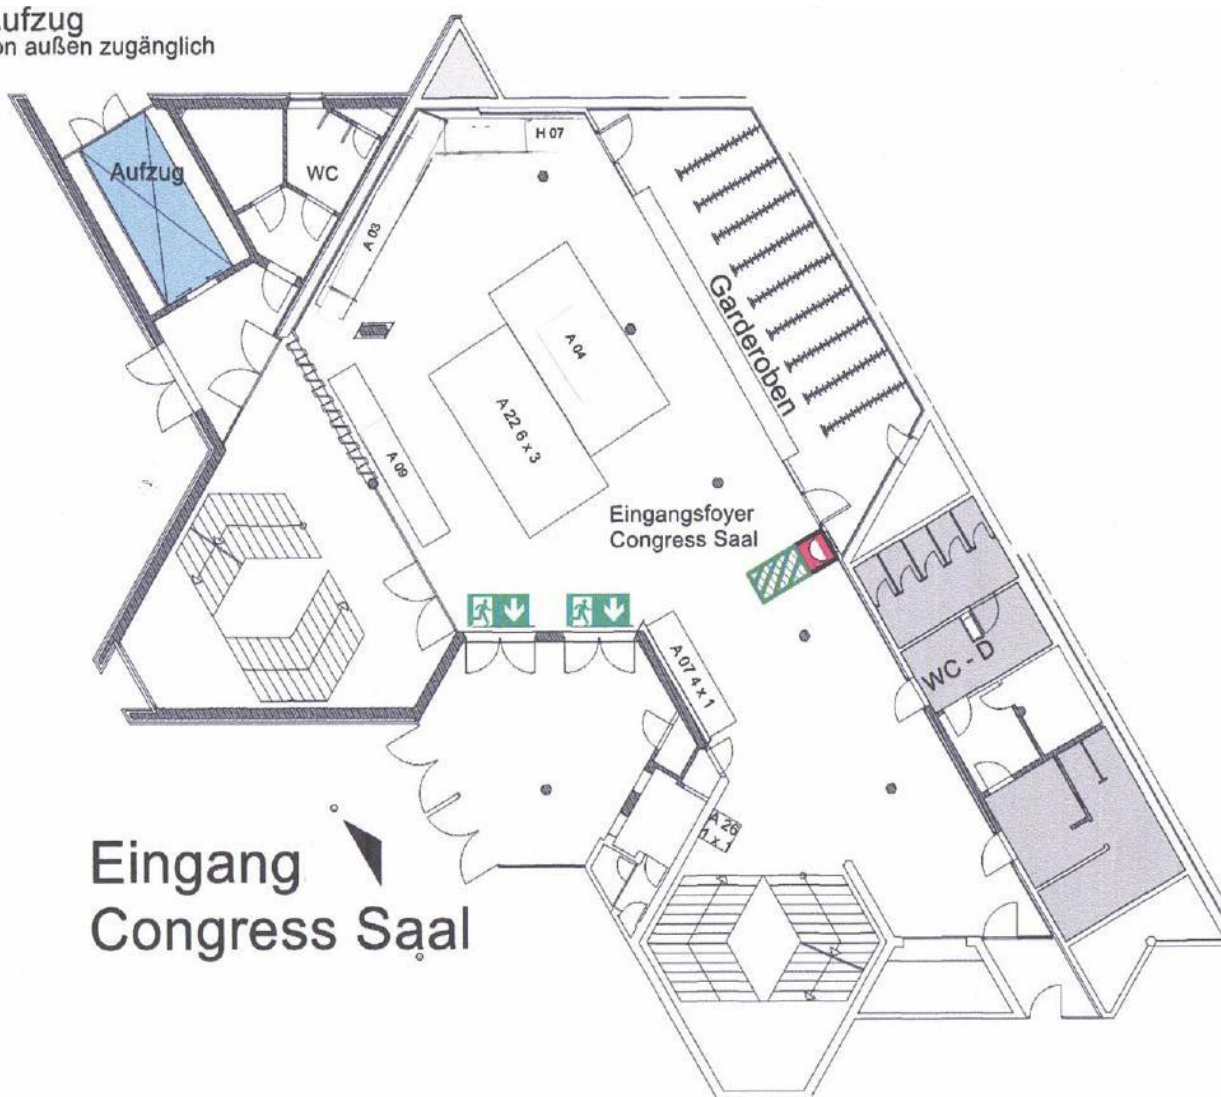 ufzug
on außen zugänglich
H 07
Aufzug
WC
A 03
A 04
Garderoben
A 22 6 x 3
A 09
Eingangsfoyer
Congress Saal
A 07 4 x 1
WC - D
A 26
1 x 1
Eingang
Congress Saal